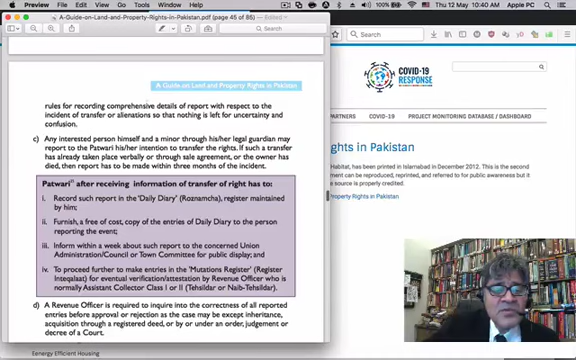 Preview File Edit View Go Tools Window Help
100% Thu 12 May 10:40 AM Apple PC
A-Guide-on-Land-and-Property-Rights-in-Pakistan.pdf (page 45 of 85)
Search
Search
A Guide on Land and Property Rights in Pakistan
rules for recording comprehensive details of report with respect to the
incident of transfer or alienations so that nothing is left for uncertainty and
confusion.
c) Any interested person himself and a minor through his/her legal guardian may
report to the Patwari his/her intention to transfer the rights. If such a transfer
has already taken place verbally or through sale agreement, or the owner has
died, then report has to be made within three months of the incident.
Patwari after receiving information of transfer of right has to:
i. Record such report in the 'Daily Diary' (Roznamcha), register maintained
by him;
ii. Furnish, a free of cost, copy of the entries of Daily Diary to the person
reporting the event;
iii. Inform within a week about such report to the concerned Union
Administration/Council or Town Committee for public display; and
iv. To proceed further to make entries in the 'Mutations Register' (Register
Inteqalaat) for eventual verification/attestation by Revenue Officer who is
normally Assistant Collector Class I or II (Tehsildar or Naib-Tehsildar).
d) A Revenue Officer is required to inquire into the correctness of all reported
entries before approval or rejection as the case may be except inheritance,
acquisition through a registered deed, or by or under an order, judgement or
decree of a Court.
COVID-19
RESPONSE
PARTNERS COVID-19 PROJECT MONITORING DATABASE / DASHBOARD
ghts in Pakistan
Habitat, has been printed in Islamabad in December 2012. This is the second
ument can be reproduced, reprinted, and referred to for public awareness but it
e source is properly credited.
Property Rights in Pakistan
Eyergy Efficient Housing